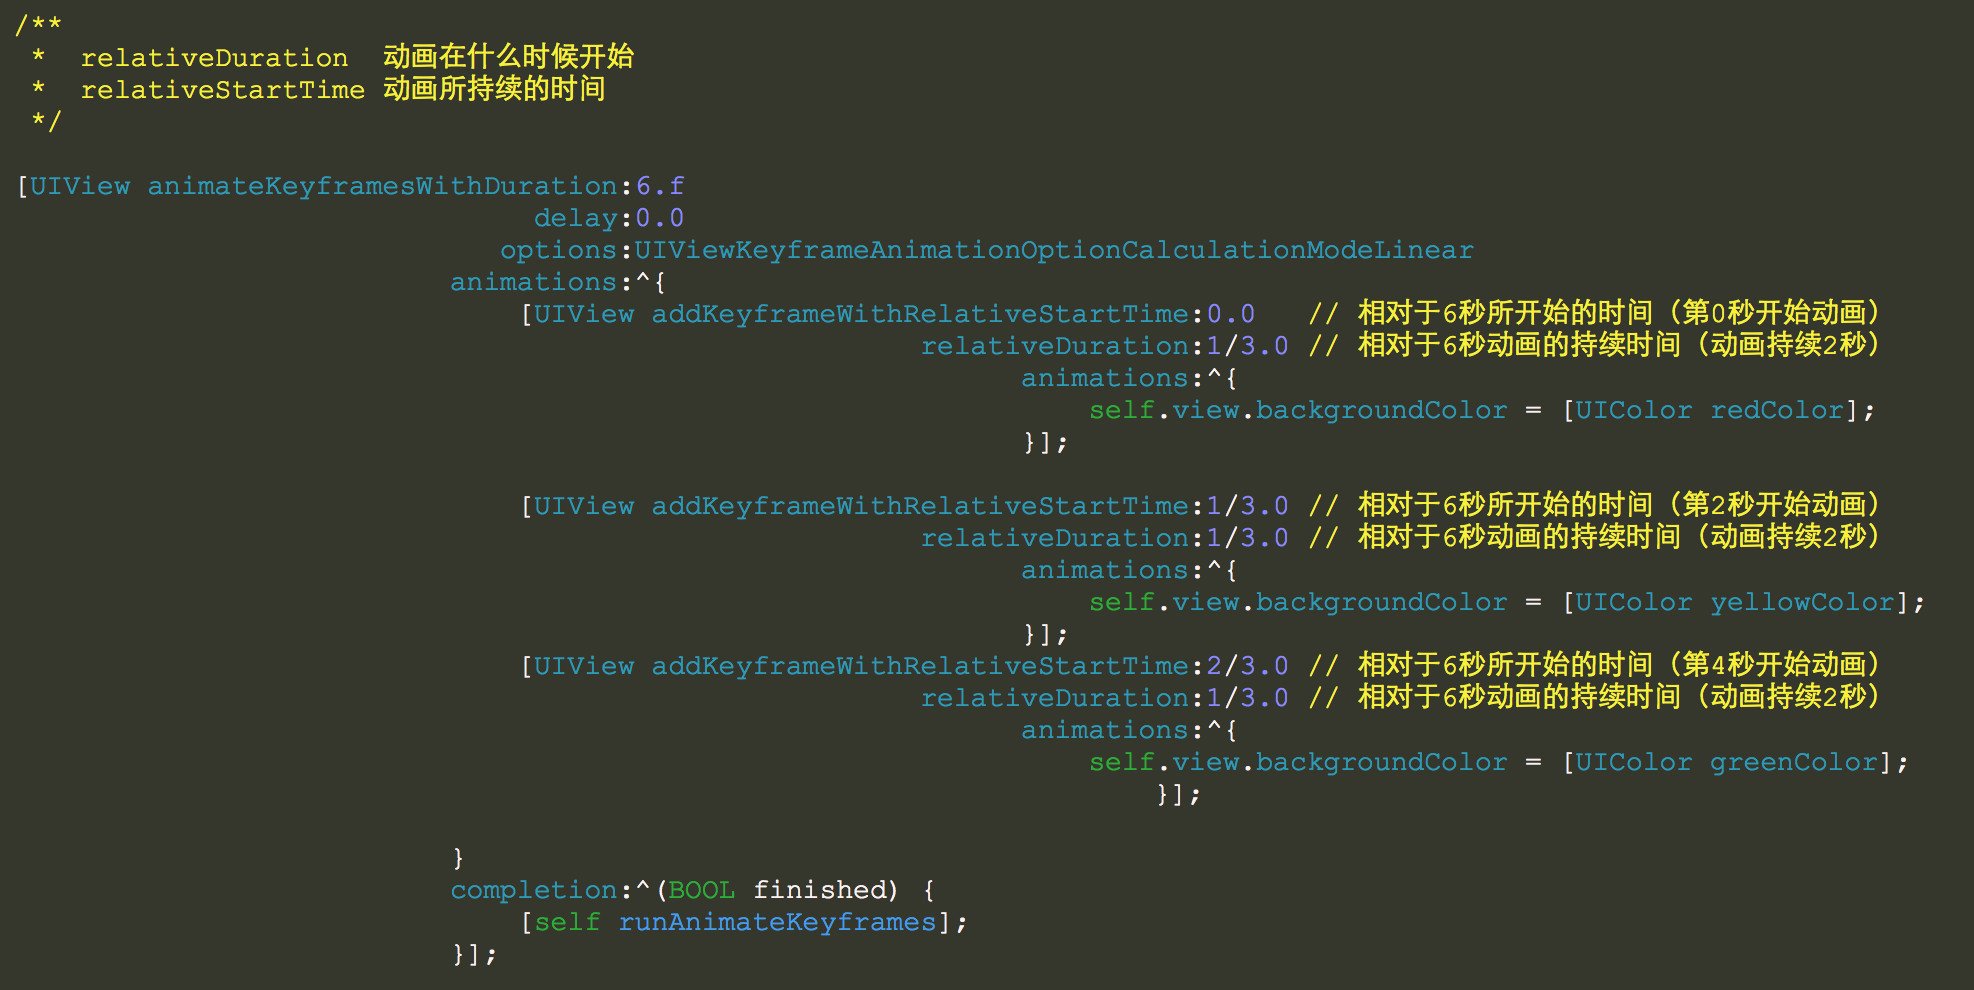 /**
 *  relativeDuration  动画在什么时候开始
 *  relativeStartTime 动画所持续的时间
 */
[UIView animateKeyframesWithDuration:6.f
delay:0.0
options:UIViewKeyframeAnimationOptionCalculationModeLinear
animations:^{
[UIView addKeyframeWithRelativeStartTime:0.0   // 相对于6秒所开始的时间（第0秒开始动画）
relativeDuration:1/3.0 // 相对于6秒动画的持续时间（动画持续2秒）
animations:^{
self.view.backgroundColor = [UIColor redColor];
}];
[UIView addKeyframeWithRelativeStartTime:1/3.0 // 相对于6秒所开始的时间（第2秒开始动画）
relativeDuration:1/3.0 // 相对于6秒动画的持续时间（动画持续2秒）
animations:^{
self.view.backgroundColor = [UIColor yellowColor];
}];
[UIView addKeyframeWithRelativeStartTime:2/3.0 // 相对于6秒所开始的时间（第4秒开始动画）
relativeDuration:1/3.0 // 相对于6秒动画的持续时间（动画持续2秒）
animations:^{
self.view.backgroundColor = [UIColor greenColor];
}];
}
completion:^(BOOL finished) {
[self runAnimateKeyframes];
}];